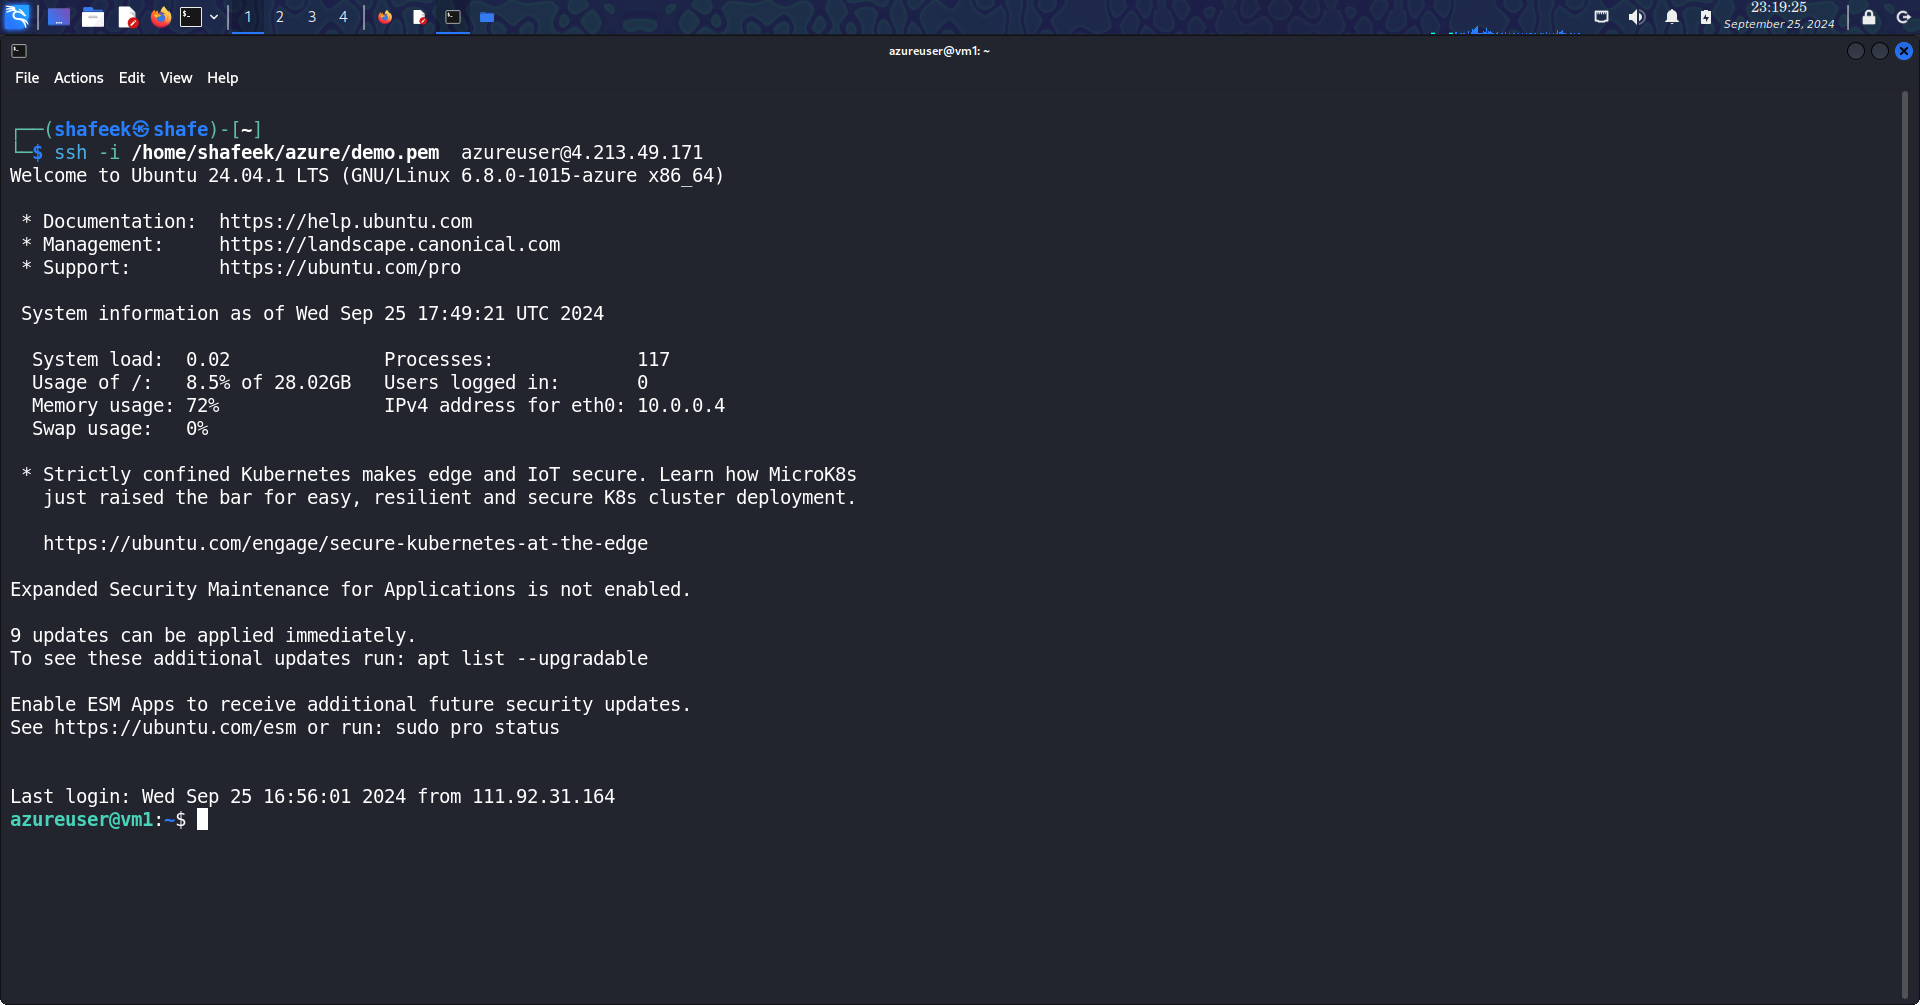 1 2 3 4
23:19:25
September 25, 2024
azureuser@vm1: ~
File Actions Edit View Help
┌──(shafeek㉿shafe)-[~]
└─$ ssh -i /home/shafeek/azure/demo.pem  azureuser@4.213.49.171
Welcome to Ubuntu 24.04.1 LTS (GNU/Linux 6.8.0-1015-azure x86_64)
 * Documentation:  https://help.ubuntu.com
 * Management:     https://landscape.canonical.com
 * Support:        https://ubuntu.com/pro
 System information as of Wed Sep 25 17:49:21 UTC 2024
  System load:  0.02              Processes:             117
  Usage of /:   8.5% of 28.02GB   Users logged in:       0
  Memory usage: 72%               IPv4 address for eth0: 10.0.0.4
  Swap usage:   0%
 * Strictly confined Kubernetes makes edge and IoT secure. Learn how MicroK8s
   just raised the bar for easy, resilient and secure K8s cluster deployment.
   https://ubuntu.com/engage/secure-kubernetes-at-the-edge
Expanded Security Maintenance for Applications is not enabled.
9 updates can be applied immediately.
To see these additional updates run: apt list --upgradable
Enable ESM Apps to receive additional future security updates.
See https://ubuntu.com/esm or run: sudo pro status
Last login: Wed Sep 25 16:56:01 2024 from 111.92.31.164
azureuser@vm1:~$